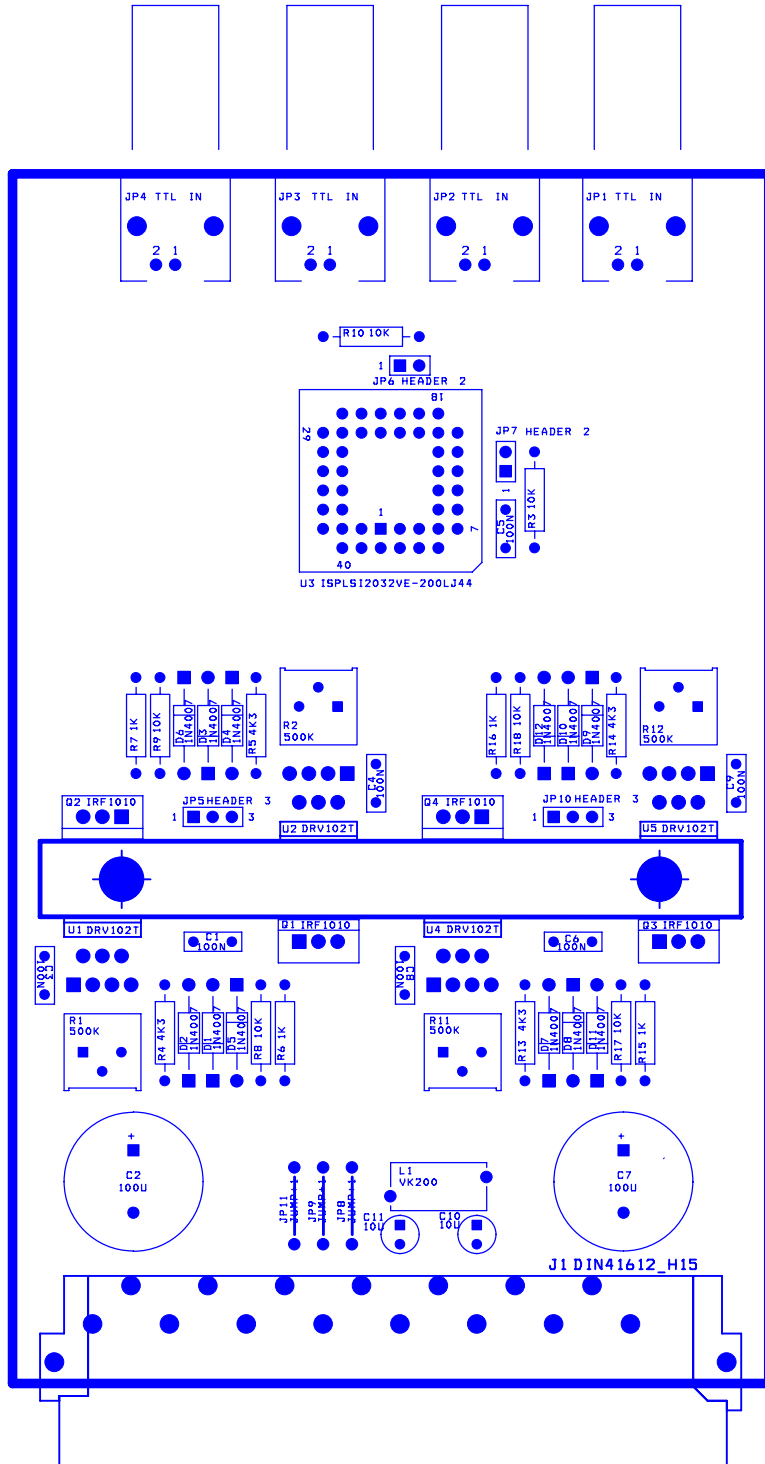 JP4 TTL IN
JP3 TTL IN
JP2 TTL IN
JP1 TTL IN
2 1
2 1
2 1
2 1
R10 10K
1
JP6 HEADER 2
18
29
JP7 HEADER 2
1
R3 10K
C5
100N
1
7
40
U3 ISPLSI2032VE-200LJ44
R7 1K
R9 10K
D6
1N4007
D3
1N4007
D4
1N4007
R5 4K3
R2
500K
C4
100N
R16 1K
R18 10K
D12
1N4007
D10
1N4007
D9
1N4007
R14 4K3
R12
500K
C9
100N
Q2 IRF1010
JP5 HEADER 3
1
3
U2 DRV102T
Q4 IRF1010
JP10 HEADER 3
1
3
U5 DRV102T
U1 DRV102T
C1
100N
Q1 IRF1010
U4 DRV102T
C6
100N
Q3 IRF1010
C3
100N
C8
100N
R1
500K
R4 4K3
D2
1N4007
D1
1N4007
D5
1N4007
R8 10K
R6 1K
R11
500K
R13 4K3
D7
1N4007
D8
1N4007
D11
1N4007
R17 10K
R15 1K
+
C2
100U
JP11
JUMP+1
JP9
JUMP+1
JP8
JUMP+1
L1
VK200
C11
10U
C10
10U
+
C7
100U
J1 DIN41612_H15